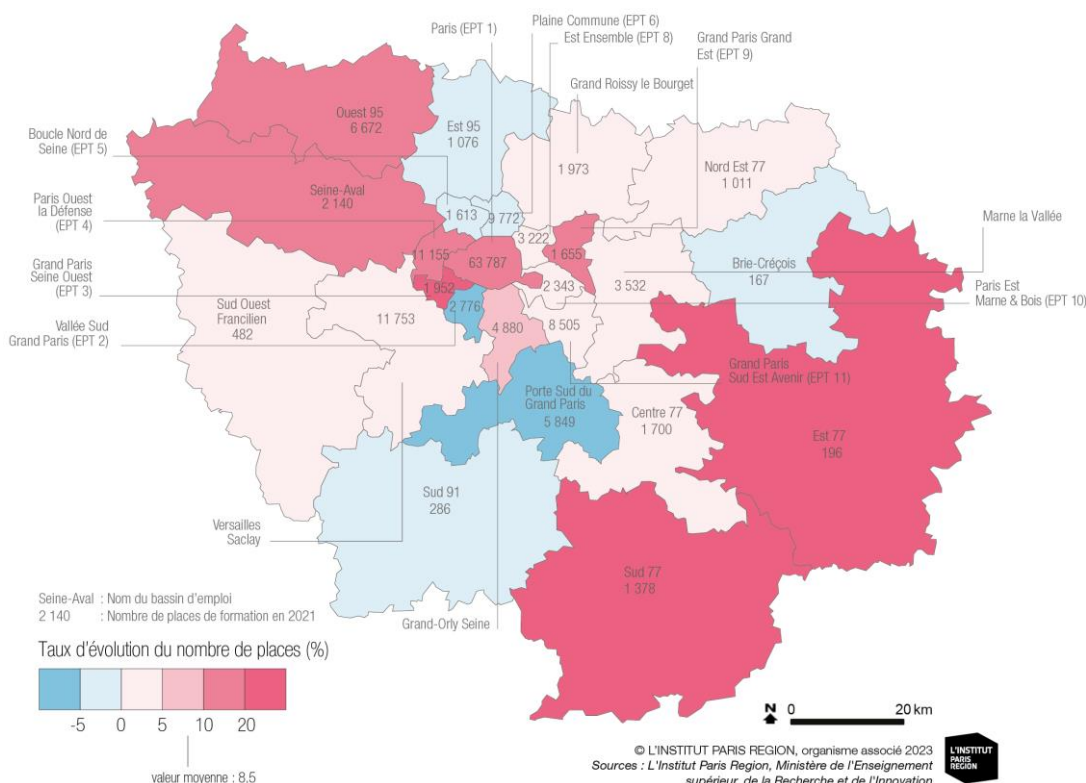 Paris (EPT 1)
Plaine Commune (EPT 6)
Est Ensemble (EPT 8)
Grand Paris Grand
Est (EPT 9)
Grand Roissy le Bourget
Ouest 95
6 672
Est 95
1 076
Boucle Nord de
Seine (EPT 5)
1 973
Nord Est 77
1 011
Seine-Aval
2 140
Paris Ouest
la Défense
(EPT 4)
1 613
9 772
3 222
Marne la Vallée
11 155
63 787
1 655
Grand Paris
Seine Ouest
(EPT 3)
1 952
2 343
3 532
Brie-Créçois
167
Paris Est
Marne & Bois (EPT 10)
Sud Ouest
Francilien
482
11 753
2 776
4 880
8 505
Vallée Sud
Grand Paris (EPT 2)
Grand Paris
Sud Est Avenir (EPT 11)
Porte Sud du
Grand Paris
5 849
Centre 77
1 700
Est 77
196
Sud 91
286
Versailles
Saclay
Sud 77
1 378
Grand-Orly Seine
Seine-Aval : Nom du bassin d'emploi
2 140 : Nombre de places de formation en 2021
Taux d'évolution du nombre de places (%)
-5 0 5 10 20
valeur moyenne : 8.5
N
0 20 km
© L'INSTITUT PARIS REGION, organisme associé 2023
Sources : L'Institut Paris Region, Ministère de l'Enseignement
supérieur, de la Recherche et de l'Innovation
L'INSTITUT
PARIS
REGION